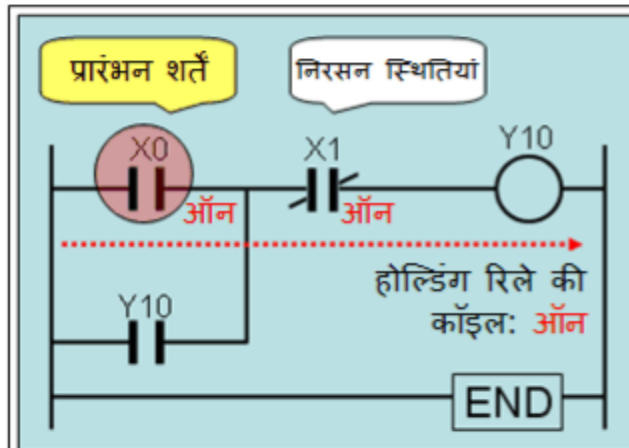 प्रारंभन शर्तें
निरसन स्थितियां
X0
X1
Y10
ऑन
ऑन
होल्डिंग रिले की
कॉइल: ऑन
Y10
END